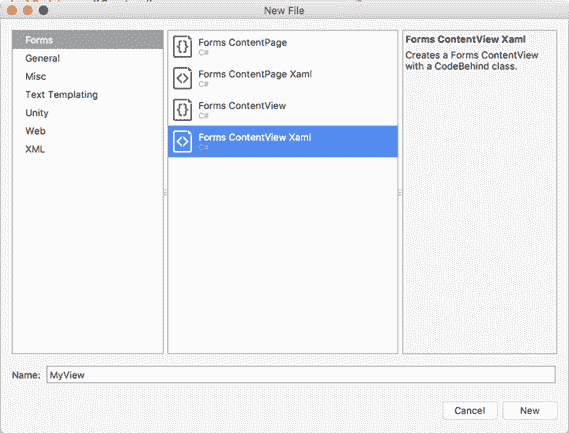 New File
Forms
General
Misc
Text Templating
Unity
Web
XML
Forms ContentPage
C#
Forms ContentPage Xaml
C#
Forms ContentView
C#
Forms ContentView Xaml
C#
Forms ContentView Xaml
Creates a Forms ContentView
with a CodeBehind class.
Name: MyView
Cancel New